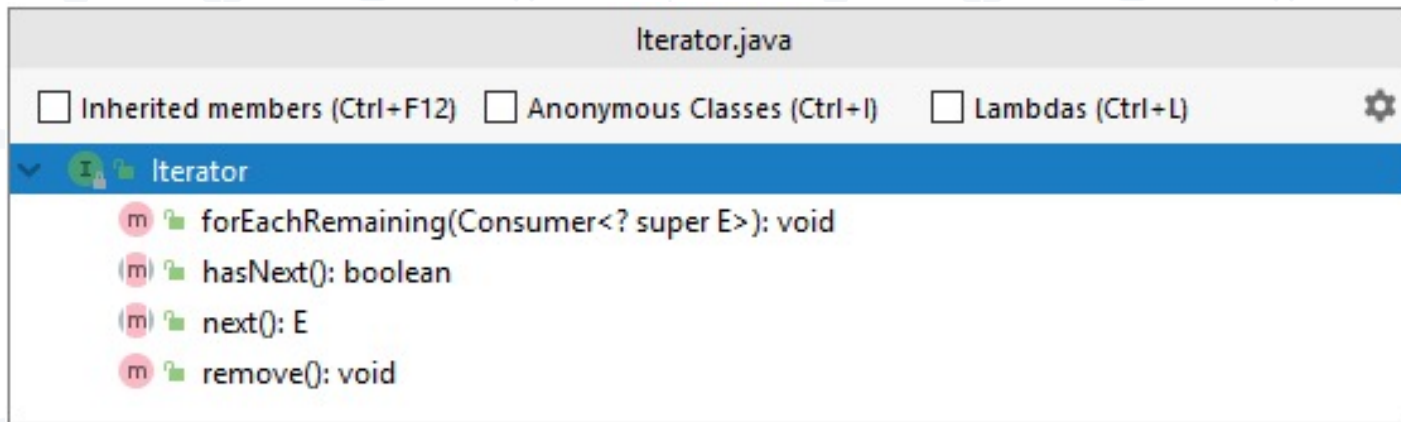 Iterator.java
Inherited members (Ctrl+F12) Anonymous Classes (Ctrl+I) Lambdas (Ctrl+L)
I Iterator
m forEachRemaining(Consumer<? super E>): void
m hasNext(): boolean
m next(): E
m remove(): void